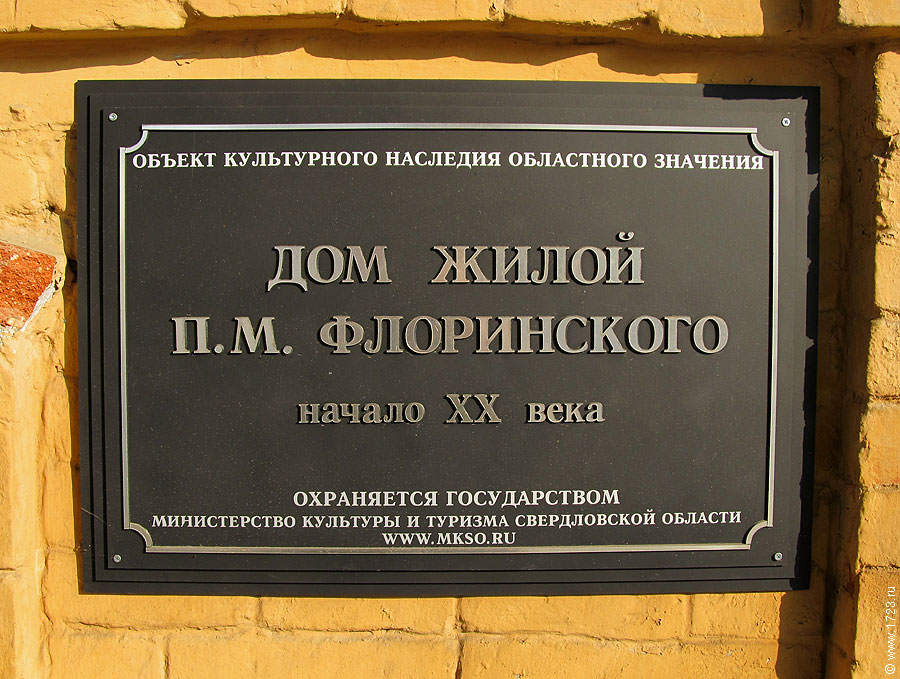 ОБЪЕКТ КУЛЬТУРНОГО НАСЛЕДИЯ ОБЛАСТНОГО ЗНАЧЕНИЯ
ДОМ ЖИЛОЙ
П.М. ФЛОРИНСКОГО
начало XX века
ОХРАНЯЕТСЯ ГОСУДАРСТВОМ
МИНИСТЕРСТВО КУЛЬТУРЫ И ТУРИЗМА СВЕРДЛОВСКОЙ ОБЛАСТИ
WWW.MKSO.RU
© www.1723.ru